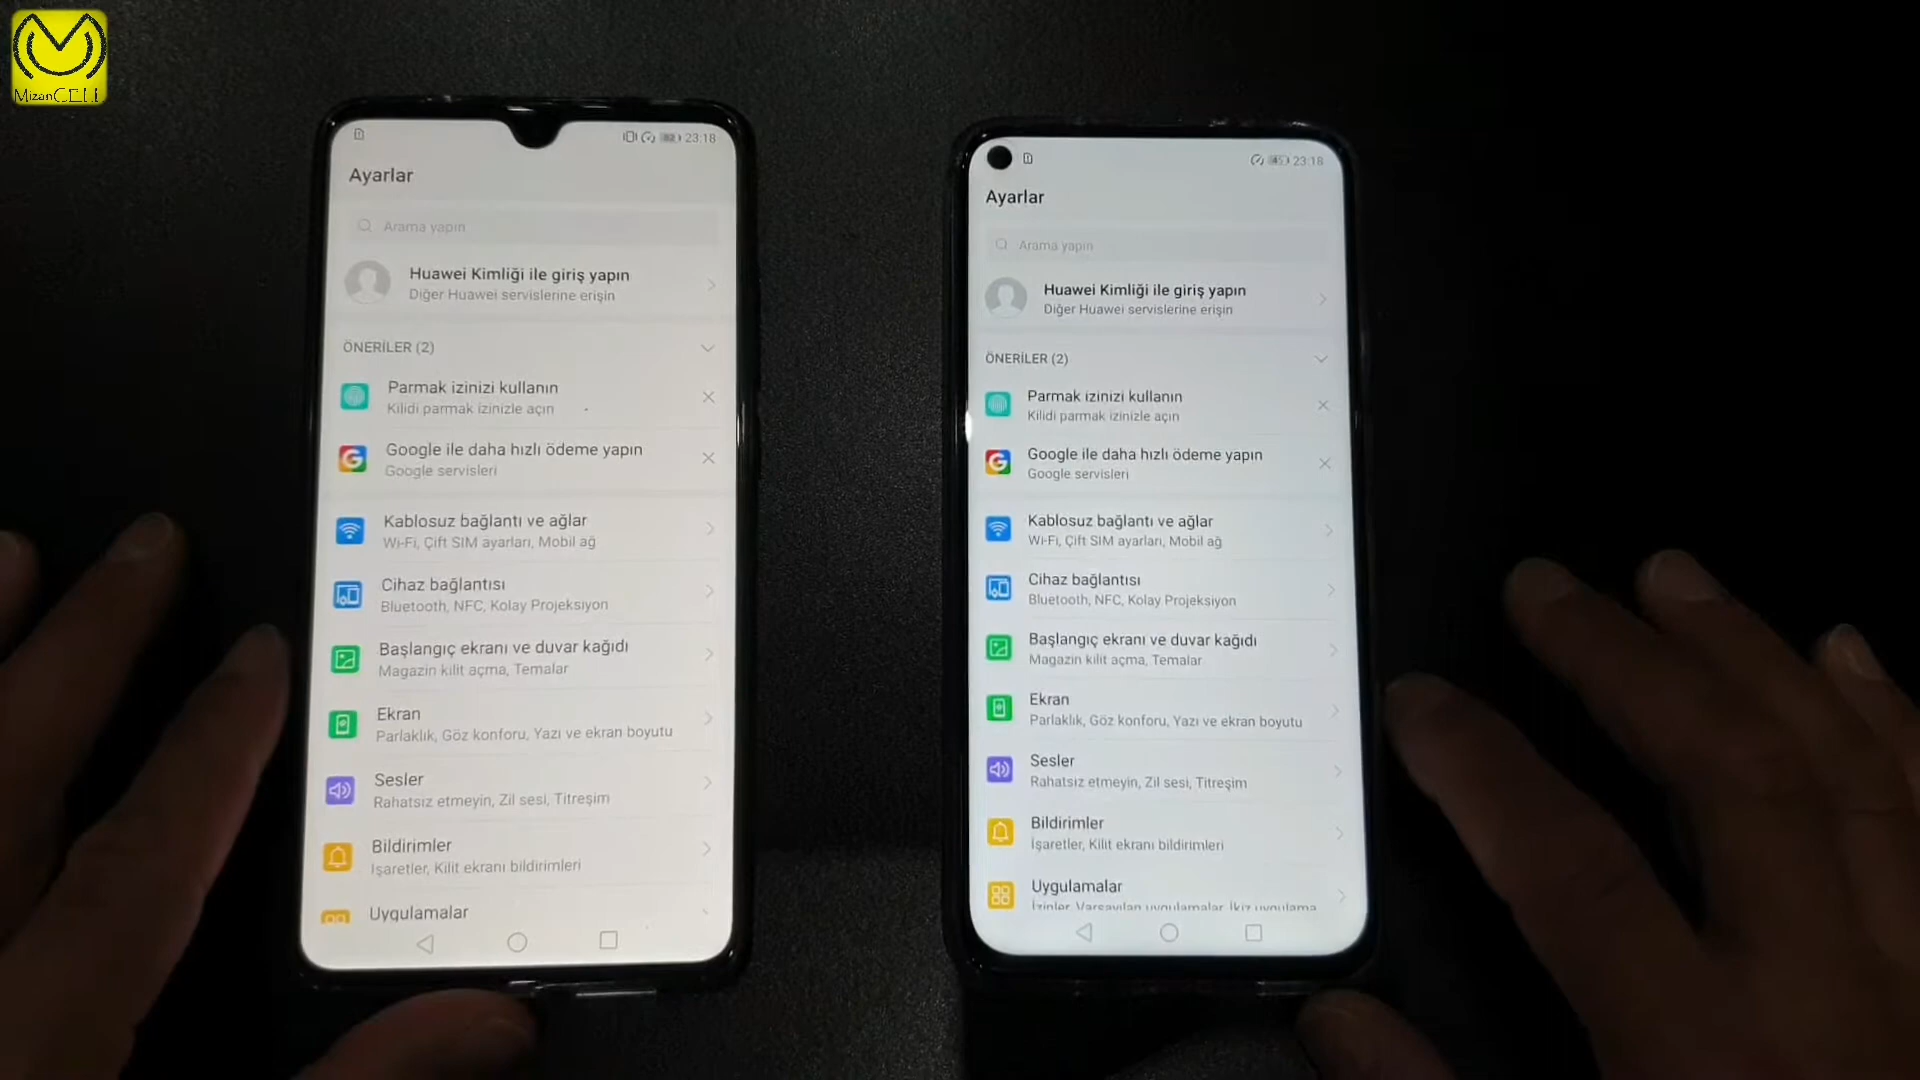 MizanCELL
23:18
Ayarlar
Arama yapın
Huawei Kimliği ile giriş yapın
Diğer Huawei servislerine erişin
ÖNERİLER (2)
Parmak izinizi kullanın
Kilidi parmak izinizle açın
Google ile daha hızlı ödeme yapın
Google servisleri
Kablosuz bağlantı ve ağlar
Wi-Fi, Çift SIM ayarları, Mobil ağ
Cihaz bağlantısı
Bluetooth, NFC, Kolay Projeksiyon
Başlangıç ekranı ve duvar kağıdı
Magazin kilit açma, Temalar
Ekran
Parlaklık, Göz konforu, Yazı ve ekran boyutu
Sesler
Rahatsız etmeyin, Zil sesi, Titreşim
Bildirimler
İşaretler, Kilit ekranı bildirimleri
Uygulamalar
23:18
Ayarlar
Arama yapın
Huawei Kimliği ile giriş yapın
Diğer Huawei servislerine erişin
ÖNERİLER (2)
Parmak izinizi kullanın
Kilidi parmak izinizle açın
Google ile daha hızlı ödeme yapın
Google servisleri
Kablosuz bağlantı ve ağlar
Wi-Fi, Çift SIM ayarları, Mobil ağ
Cihaz bağlantısı
Bluetooth, NFC, Kolay Projeksiyon
Başlangıç ekranı ve duvar kağıdı
Magazin kilit açma, Temalar
Ekran
Parlaklık, Göz konforu, Yazı ve ekran boyutu
Sesler
Rahatsız etmeyin, Zil sesi, Titreşim
Bildirimler
İşaretler, Kilit ekranı bildirimleri
Uygulamalar
İzinler, Varsayılan uygulamalar, İkiz uygulama